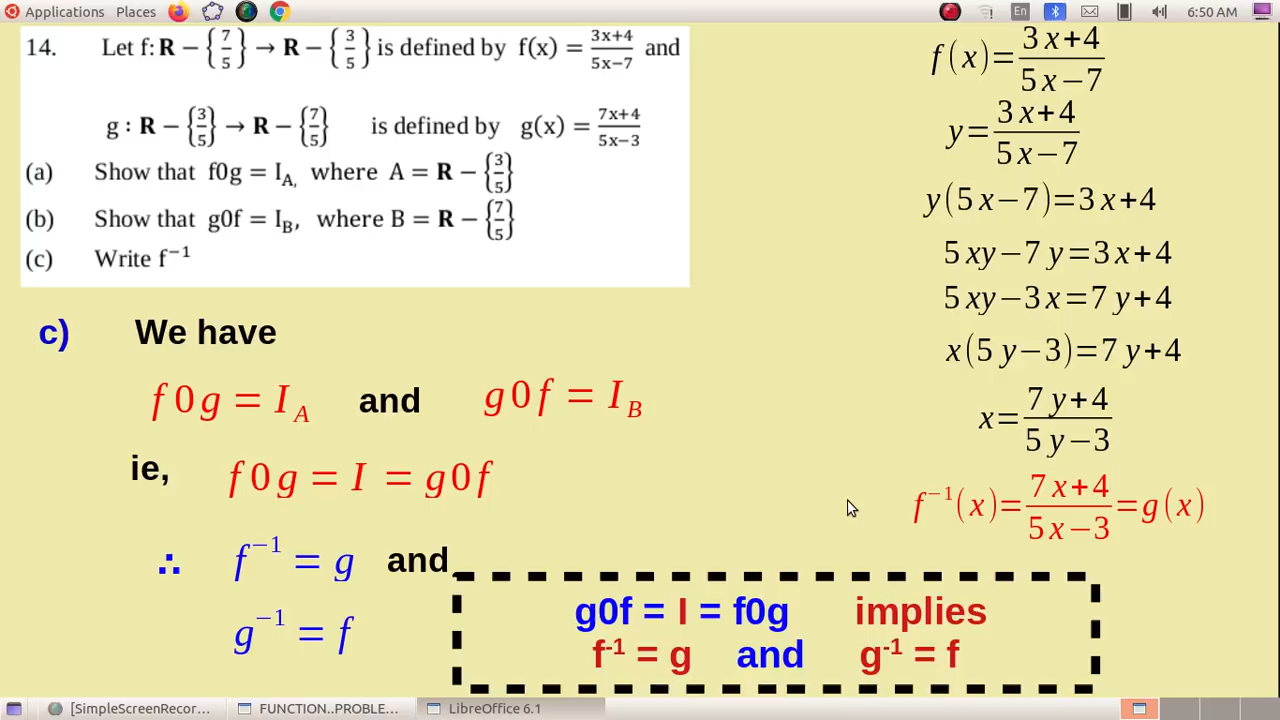 Applications Places En 6:50 AM
14. Let f: R − {7/5} → R − {3/5} is defined by f(x) = 3x+4/5x−7 and
g : R − {3/5} → R − {7/5} is defined by g(x) = 7x+4/5x−3
(a) Show that f0g = I_A, where A = R − {3/5}
(b) Show that g0f = I_B, where B = R − {7/5}
(c) Write f⁻¹
c) We have
f 0 g = I_A and g 0 f = I_B
ie, f 0 g = I = g 0 f
∴ f⁻¹ = g and
g⁻¹ = f
f(x)=3x+4/5x−7
y=3x+4/5x−7
y(5x−7)=3x+4
5xy−7y=3x+4
5xy−3x=7y+4
x(5y−3)=7y+4
x=7y+4/5y−3
f⁻¹(x)=7x+4/5x−3=g(x)
g0f = I = f0g implies
f⁻¹ = g and g⁻¹ = f
[SimpleScreenRecor... FUNCTION..PROBLE... LibreOffice 6.1